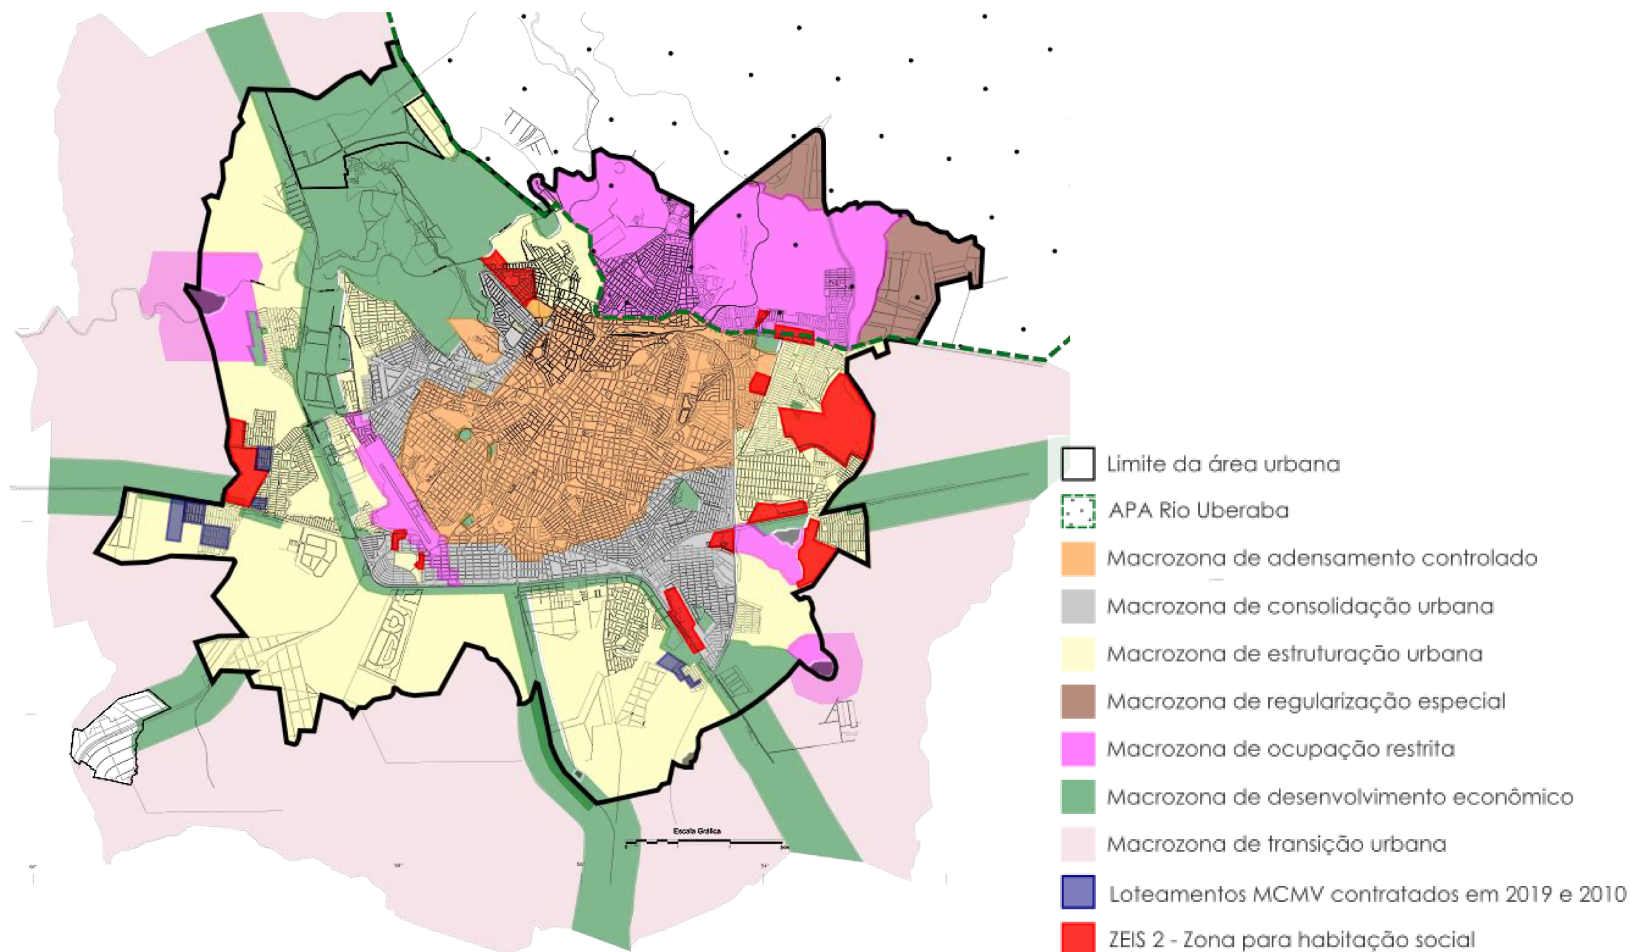 Limite da área urbana
APA Rio Uberaba
Macrozona de adensamento controlado
Macrozona de consolidação urbana
Macrozona de estruturação urbana
Macrozona de regularização especial
Macrozona de ocupação restrita
Macrozona de desenvolvimento econômico
Macrozona de transição urbana
Loteamentos MCMV contratados em 2019 e 2010
ZEIS 2 - Zona para habitação social
Escala Gráfica